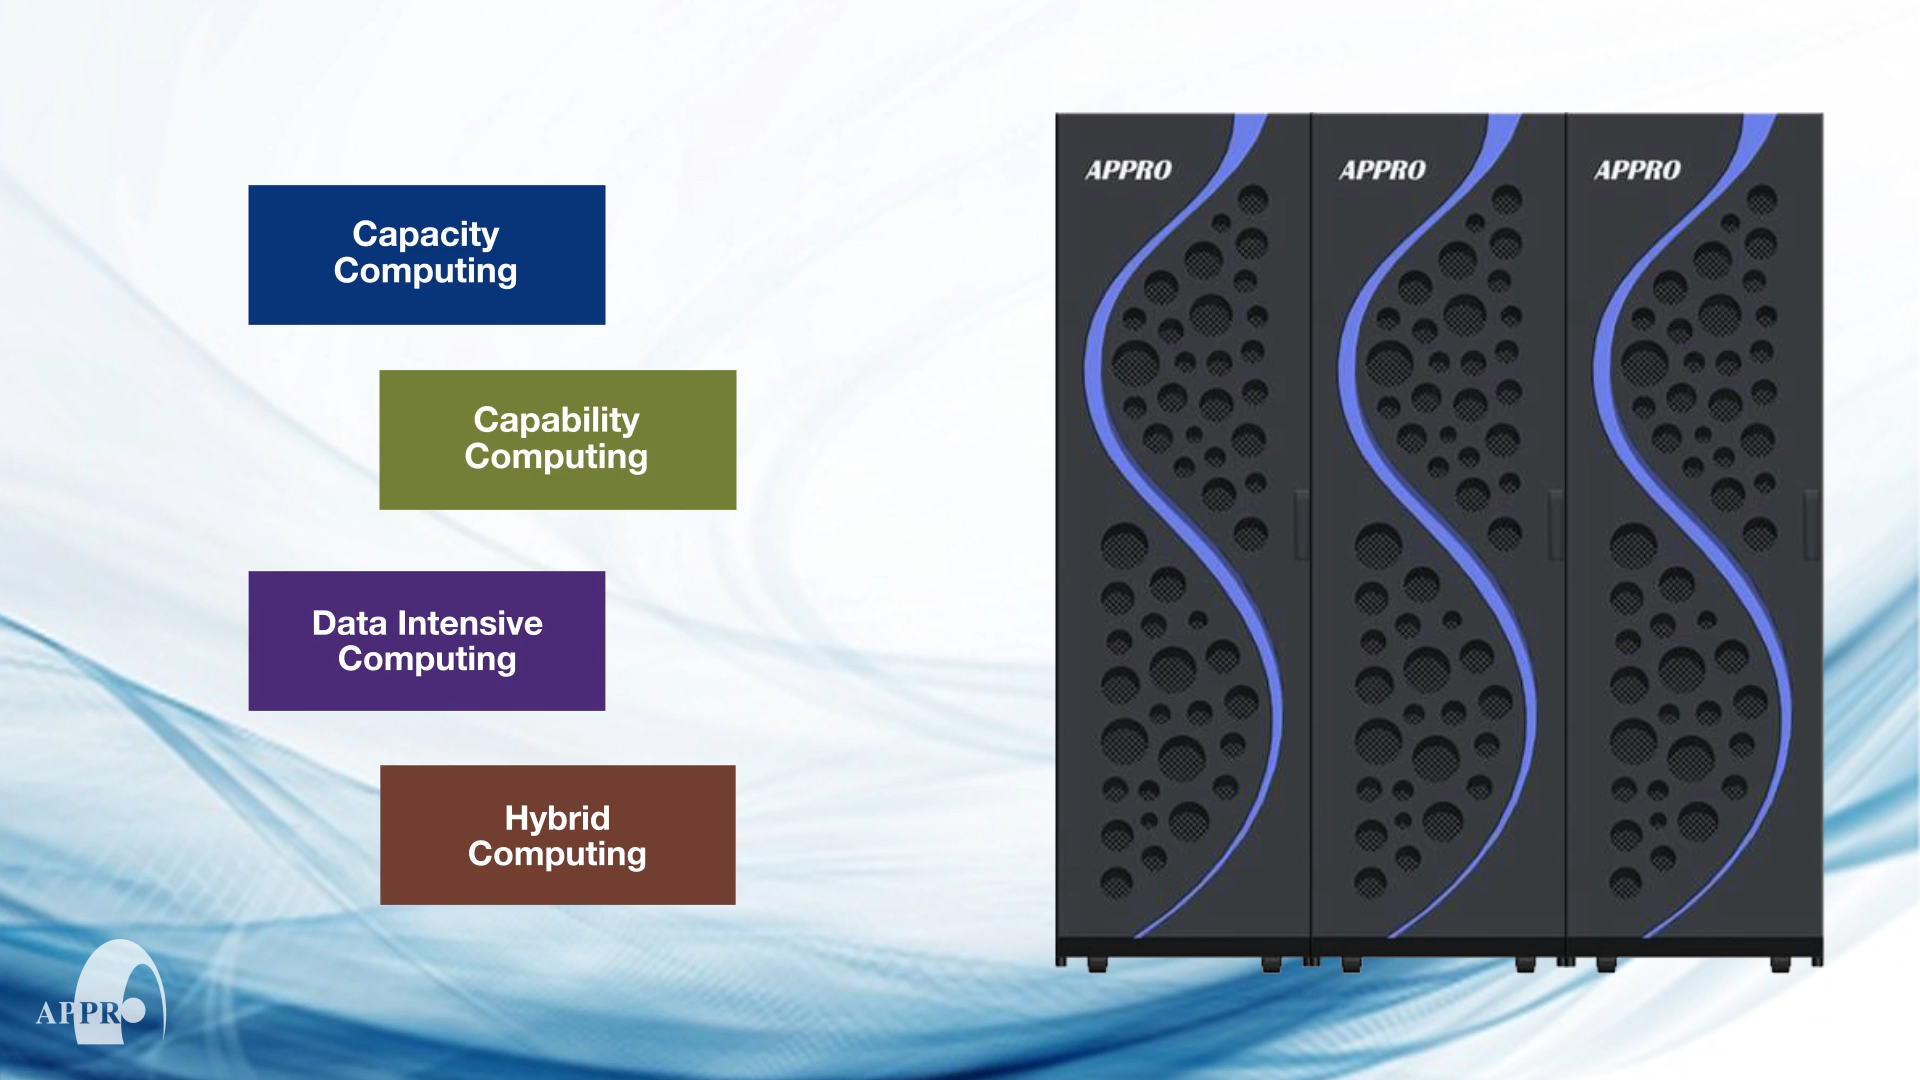 Capacity
Computing
Capability
Computing
Data Intensive
Computing
Hybrid
Computing
APPRO
APPRO
APPRO
APPRO